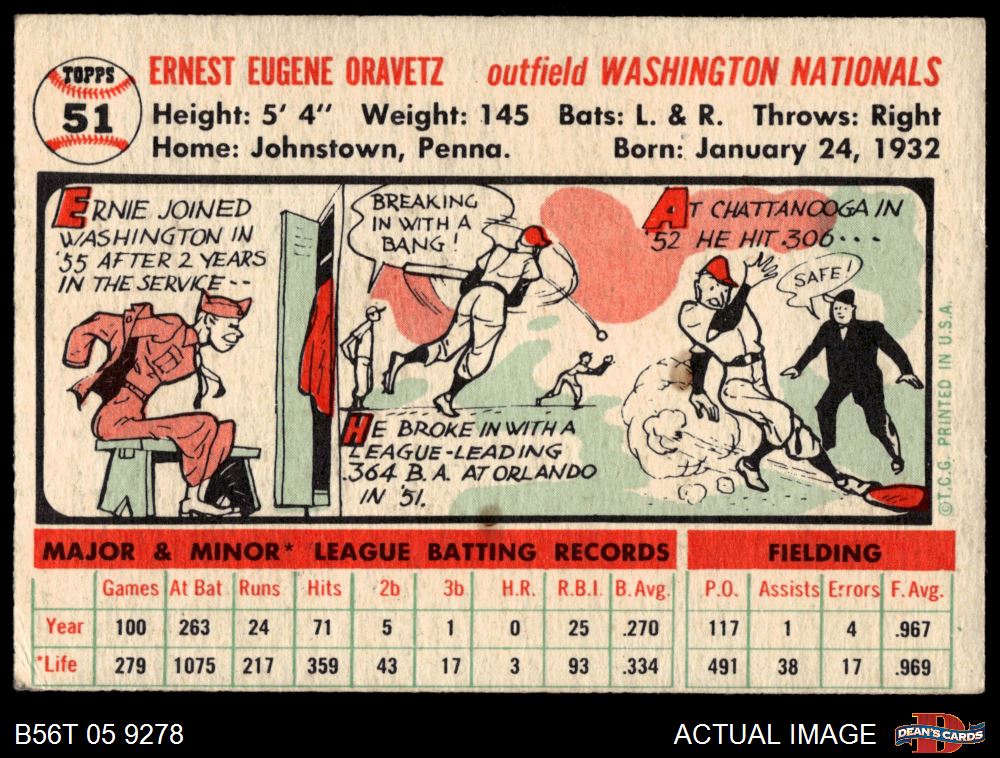 TOPPS
51
ERNEST EUGENE ORAVETZ outfield WASHINGTON NATIONALS
Height: 5' 4" Weight: 145 Bats: L. & R. Throws: Right
Home: Johnstown, Penna. Born: January 24, 1932
ERNIE JOINED
WASHINGTON IN
'55 AFTER 2 YEARS
IN THE SERVICE--
BREAKING
IN WITH A
BANG!
HE BROKE IN WITH A
LEAGUE-LEADING
.364 B.A. AT ORLANDO
IN '51.
AT CHATTANOOGA IN
'52 HE HIT .306...
SAFE!
©T.C.G. PRINTED IN U.S.A.
MAJOR & MINOR* LEAGUE BATTING RECORDS FIELDING
Games At Bat Runs Hits 2b 3b H.R. R.B.I. B. Avg. P.O. Assists Errors F. Avg.
Year 100 263 24 71 5 1 0 25 .270 117 1 4 .967
*Life 279 1075 217 359 43 17 3 93 .334 491 38 17 .969
B56T 05 9278 ACTUAL IMAGE D DEAN'S CARDS